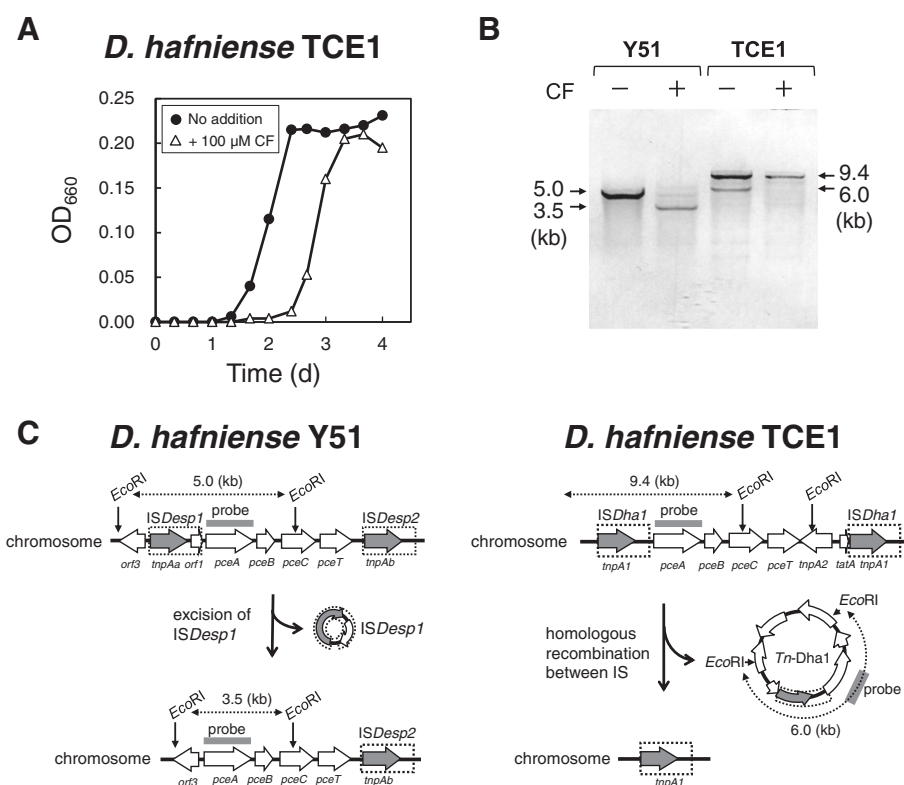 A
D. hafniense TCE1
0.25
0.20
0.15
0.10
0.05
0.00
OD660
No addition
+ 100 μM CF
0 1 2 3 4
Time (d)
B
Y51 TCE1
CF − + − +
5.0
3.5
(kb)
9.4
6.0
(kb)
C
D. hafniense Y51
EcoRI 5.0 (kb) EcoRI
ISDesp1 probe ISDesp2
chromosome
orf3 tnpAa orf1 pceA pceB pceC pceT tnpAb
excision of
ISDesp1
ISDesp1
EcoRI 3.5 (kb) EcoRI
probe ISDesp2
chromosome
orf3 pceA pceB pceC pceT tnpAb
D. hafniense TCE1
9.4 (kb) EcoRI EcoRI
ISDha1 probe ISDha1
chromosome
tnpA1 pceA pceB pceC pceT tnpA2 tatA tnpA1
homologous
recombination
between IS
EcoRI
EcoRI
Tn-Dha1
probe
6.0 (kb)
chromosome
tnpA1